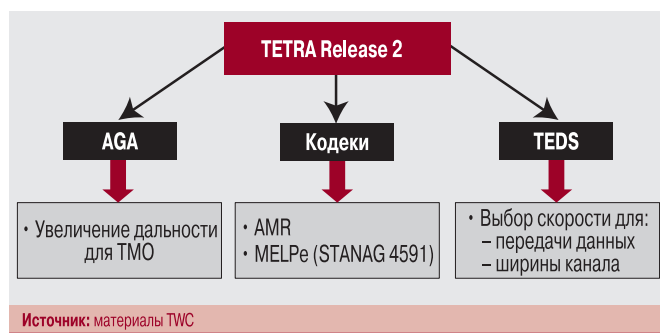 TETRA Release 2
AGA
Кодеки
TEDS
• Увеличение дальности
для ТМО
• AMR
• MELPe (STANAG 4591)
• Выбор скорости для:
– передачи данных
– ширины канала
Источник: материалы TWC